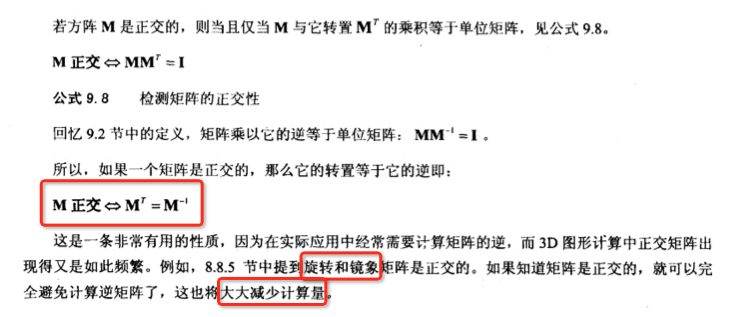 若方阵 M 是正交的，则当且仅当 M 与它转置 Mᵀ 的乘积等于单位矩阵，见公式 9.8。
M 正交⇔MMᵀ = I
公式 9.8 检测矩阵的正交性
回忆 9.2 节中的定义，矩阵乘以它的逆等于单位矩阵：MM⁻¹ = I 。
所以，如果一个矩阵是正交的，那么它的转置等于它的逆即：
M 正交⇔Mᵀ = M⁻¹
这是一条非常有用的性质，因为在实际应用中经常需要计算矩阵的逆，而 3D 图形计算中正交矩阵出
现得又是如此频繁。例如，8.8.5 节中提到旋转和镜象矩阵是正交的。如果知道矩阵是正交的，就可以完
全避免计算逆矩阵了，这也将大大减少计算量。